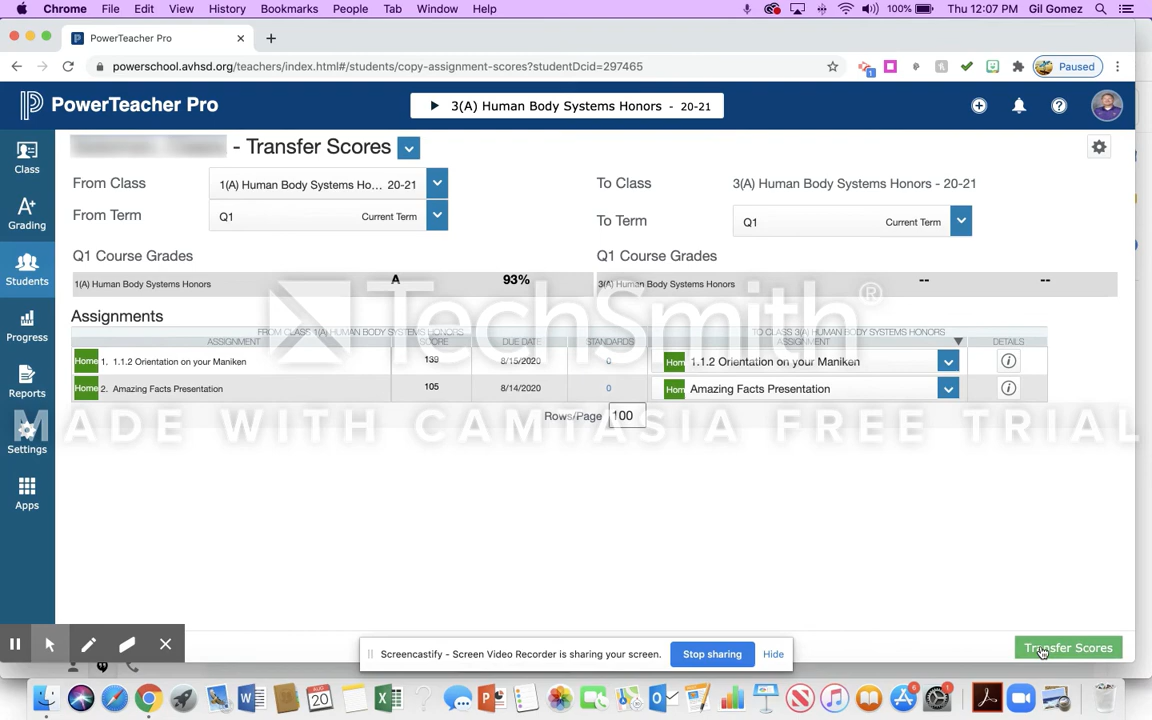 Chrome File Edit View History Bookmarks People Tab Window Help 100% Thu 12:07 PM Gil Gomez
PowerTeacher Pro
powerschool.avhsd.org/teachers/index.html#/students/copy-assignment-scores?studentDcid=297465 1 Paused
PowerTeacher Pro 3(A) Human Body Systems Honors - 20-21
- Transfer Scores
Class
From Class 1(A) Human Body Systems Ho... 20-21 To Class 3(A) Human Body Systems Honors - 20-21
From Term Q1 Current Term To Term Q1 Current Term
A+
Grading
Q1 Course Grades Q1 Course Grades
1(A) Human Body Systems Honors A 93% 3(A) Human Body Systems Honors -- --
Students
Assignments
TechSmith®
FROM CLASS 1(A) HUMAN BODY SYSTEMS HONORS TO CLASS 3(A) HUMAN BODY SYSTEMS HONORS
ASSIGNMENT SCORE DUE DATE STANDARDS ASSIGNMENT DETAILS
Progress
Home 1. 1.1.2 Orientation on your Maniken 139 8/15/2020 0 Hom 1.1.2 Orientation on your Maniken
Home 2. Amazing Facts Presentation 105 8/14/2020 0 Hom Amazing Facts Presentation
Reports
Rows/Page 100
MADE WITH CAMTASIA FREE TRIAL
Settings
Apps
Screencastify - Screen Video Recorder is sharing your screen. Stop sharing Hide
Transfer Scores
AUG
20
6
1